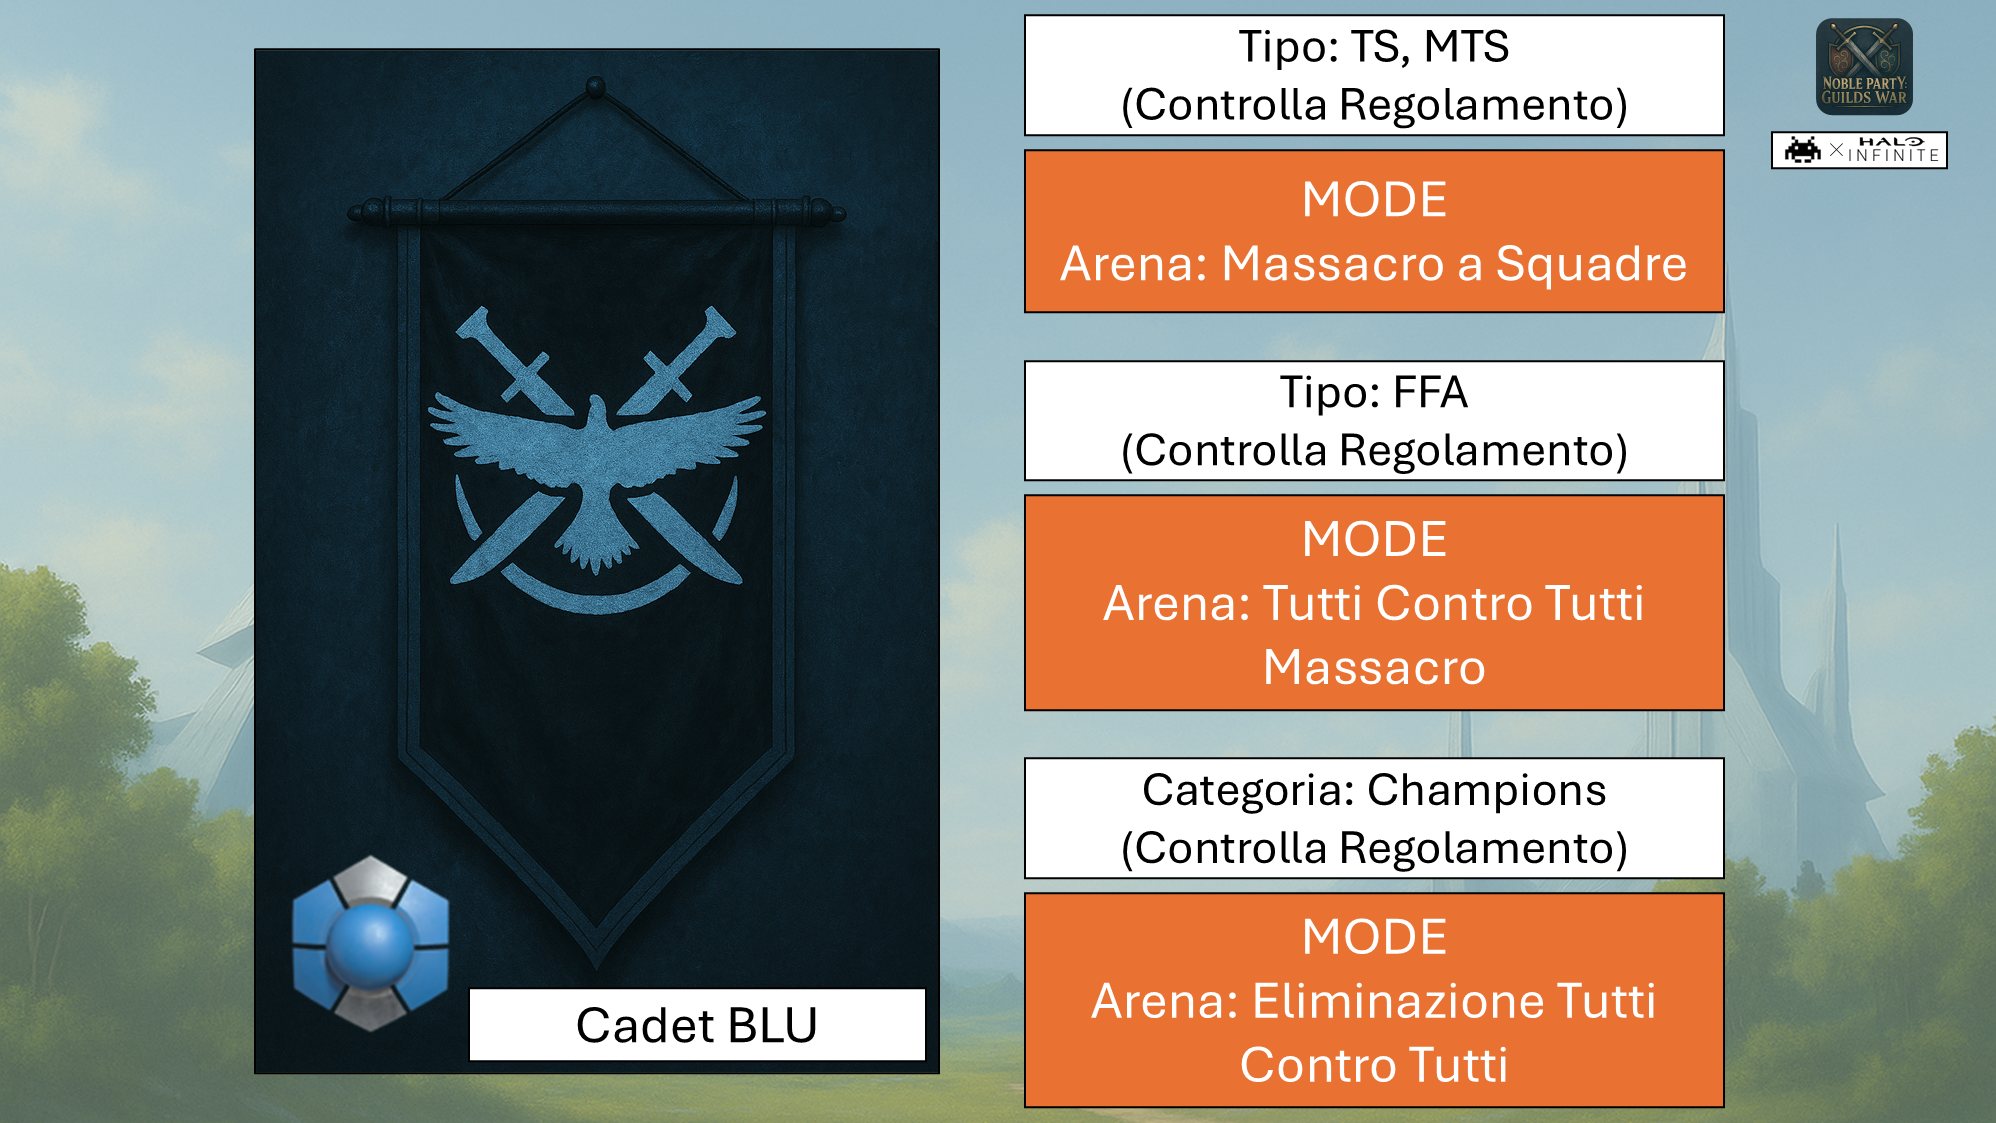 Tipo: TS, MTS
(Controlla Regolamento)
MODE
Arena: Massacro a Squadre
Tipo: FFA
(Controlla Regolamento)
MODE
Arena: Tutti Contro Tutti
Massacro
Categoria: Champions
(Controlla Regolamento)
MODE
Arena: Eliminazione Tutti
Contro Tutti
Cadet BLU
NOBLE PARTY:
GUILDS WAR
× HALO
INFINITE